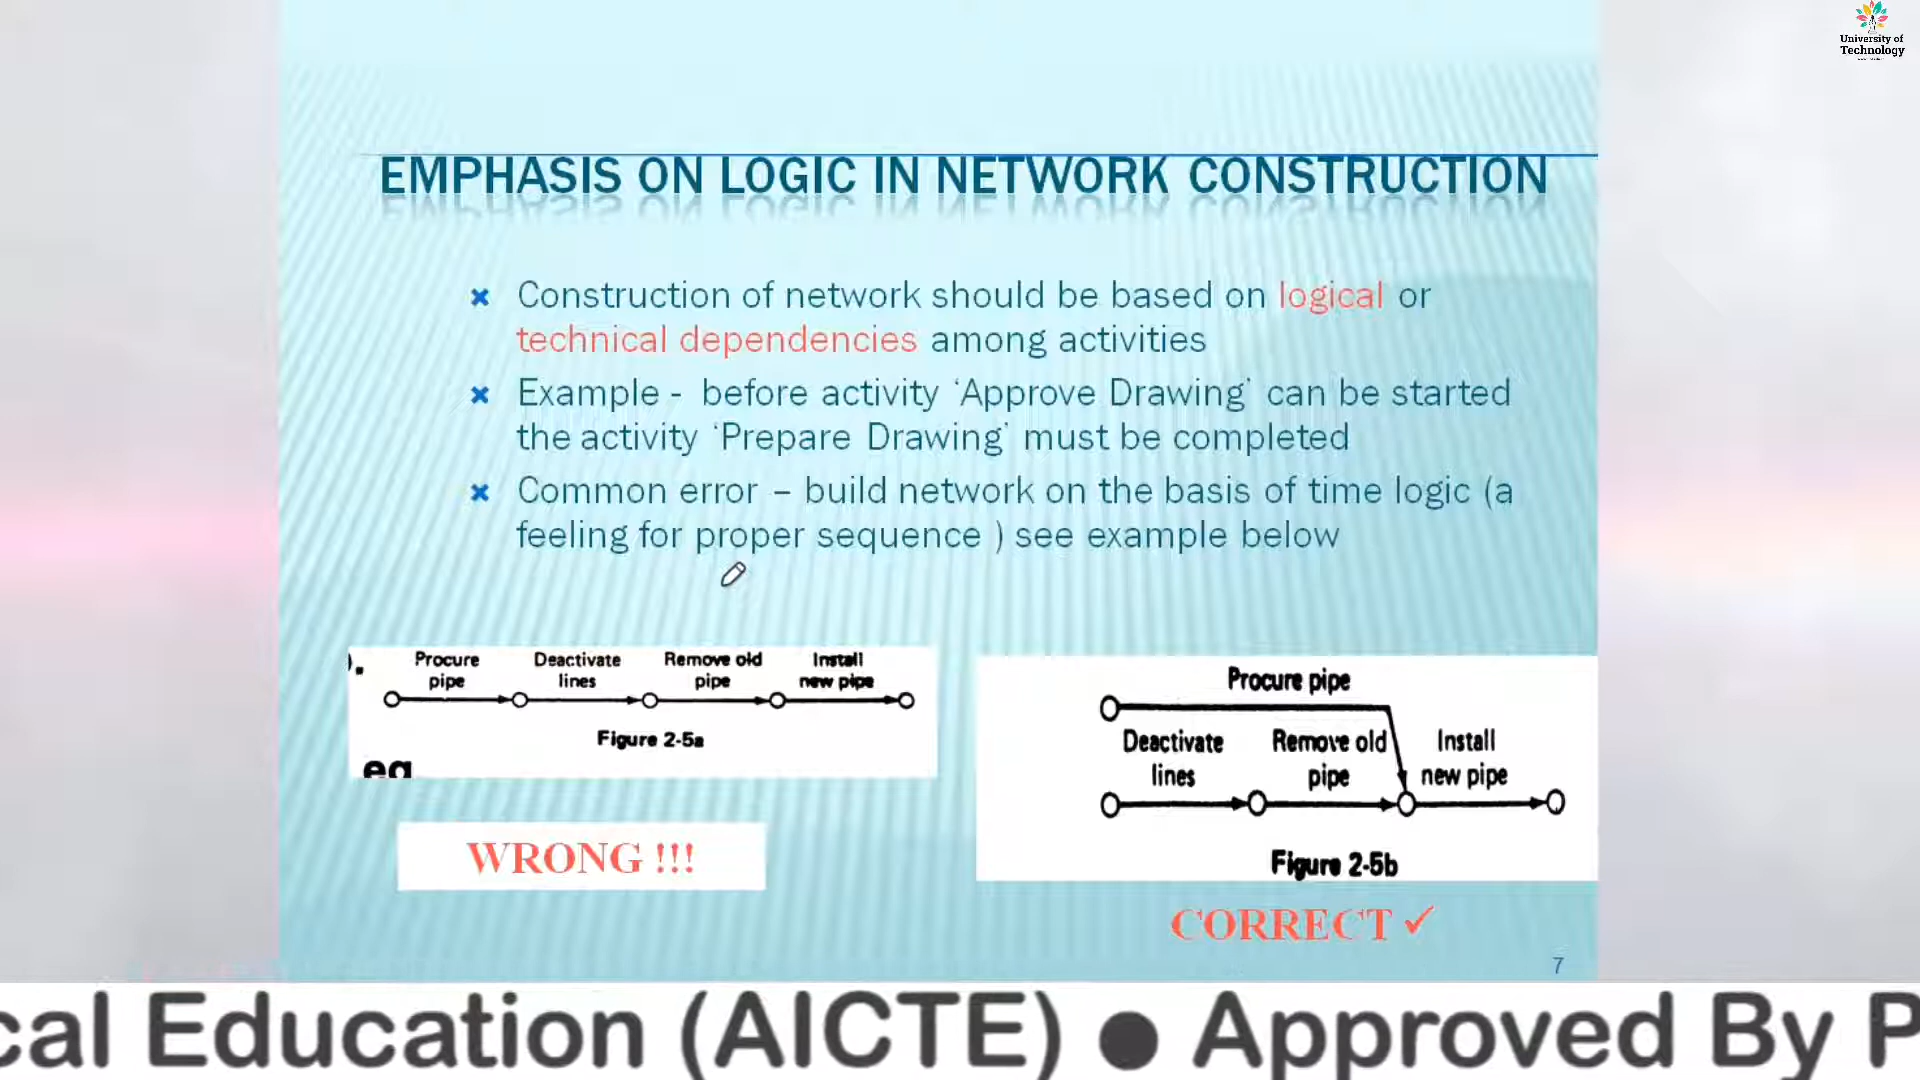 University of
Technology
EMPHASIS ON LOGIC IN NETWORK CONSTRUCTION
Construction of network should be based on logical or
technical dependencies among activities
Example - before activity ‘Approve Drawing’ can be started
the activity ‘Prepare Drawing’ must be completed
Common error – build network on the basis of time logic (a
feeling for proper sequence ) see example below
).
Procure
pipe
Deactivate
lines
Remove old
pipe
Install
new pipe
Figure 2-5a
eg
WRONG !!!
Procure pipe
Deactivate
lines
Remove old
pipe
Install
new pipe
Figure 2-5b
CORRECT ✓
7
cal Education (AICTE) ● Approved By P